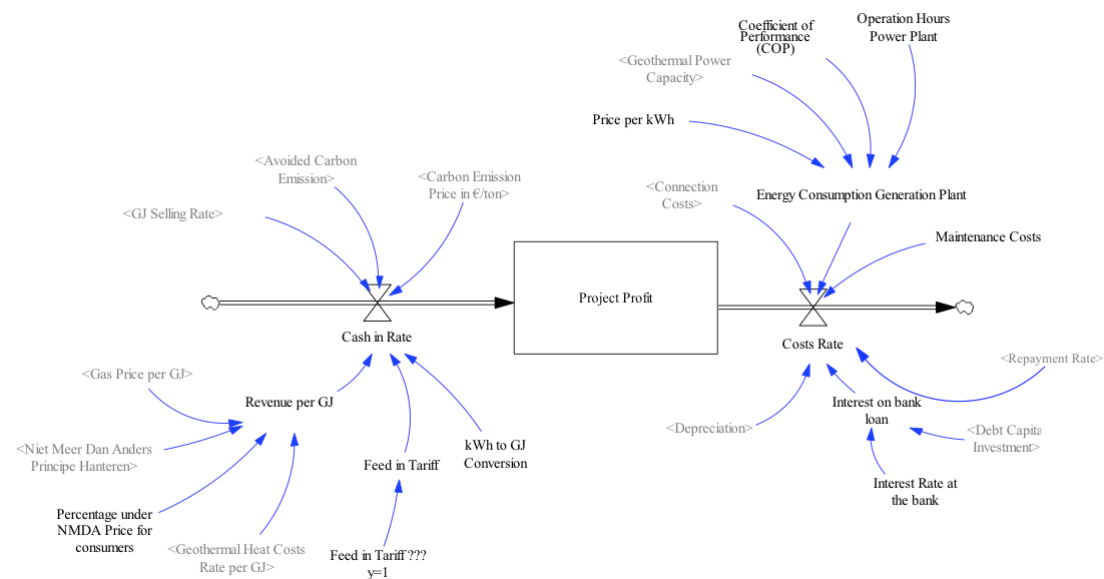 Coefficient of
Performance
(COP)
Operation Hours
Power Plant
<Geothermal Power
Capacity>
Price per kWh
<Avoided Carbon
Emission>
<Carbon Emission
Price in €/ton>
<GJ Selling Rate>
<Connection
Costs>
Energy Consumption Generation Plant
Maintenance Costs
Project Profit
Cash in Rate
Costs Rate
<Repayment Rate>
<Gas Price per GJ>
Revenue per GJ
Interest on bank
loan
<Depreciation>
<Debt Capita
Investment>
<Niet Meer Dan Anders
Principe Hanteren>
Feed in Tariff
kWh to GJ
Conversion
Interest Rate at
the bank
Percentage under
NMDA Price for
consumers
<Geothermal Heat Costs
Rate per GJ>
Feed in Tariff???
y=1